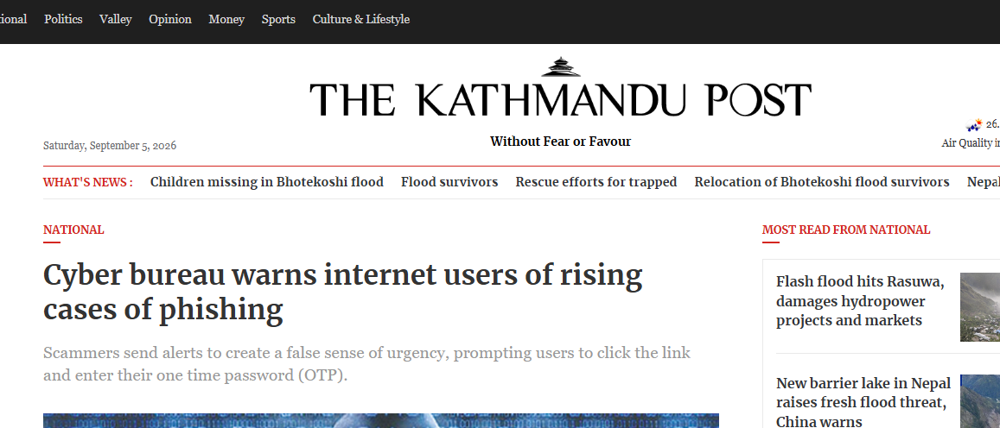 Politics Valley Opinion Money Sports Culture & Lifestyle
THE KATHMANDU POST
Without Fear or Favour
Saturday, September 5, 2026
26.
Air Quality
WHAT'S NEWS : Children missing in Bhotekoshi flood Flood survivors Rescue efforts for trapped Relocation of Bhotekoshi flood survivors
NATIONAL
Cyber bureau warns internet users of rising
cases of phishing
Scammers send alerts to create a false sense of urgency, prompting users to click the link
and enter their one time password (OTP).
MOST READ FROM NATIONAL
Flash flood hits Rasuwa,
damages hydropower
projects and markets
New barrier lake in Nepal
raises fresh flood threat,
China warns